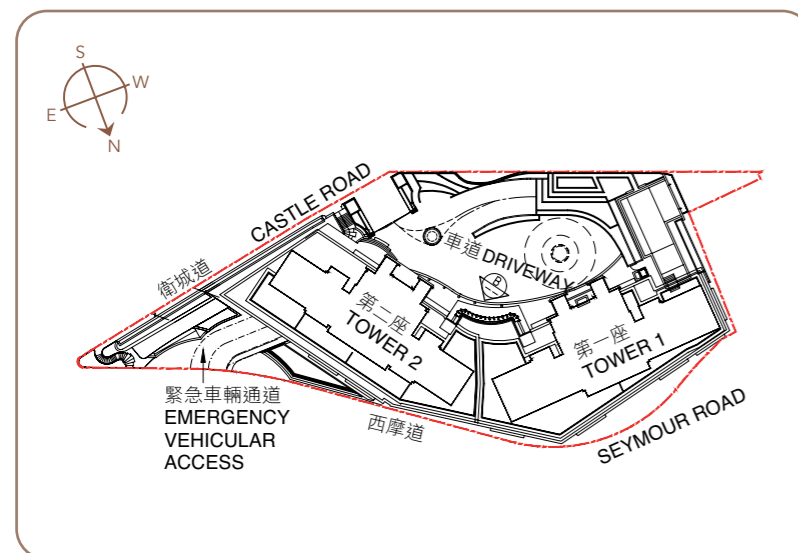 S
W
E
N
CASTLE ROAD
衛城道
車道 DRIVEWAY
B
第二座
TOWER 2
第一座
TOWER 1
緊急車輛通道
EMERGENCY
VEHICULAR
ACCESS
西摩道
SEYMOUR ROAD